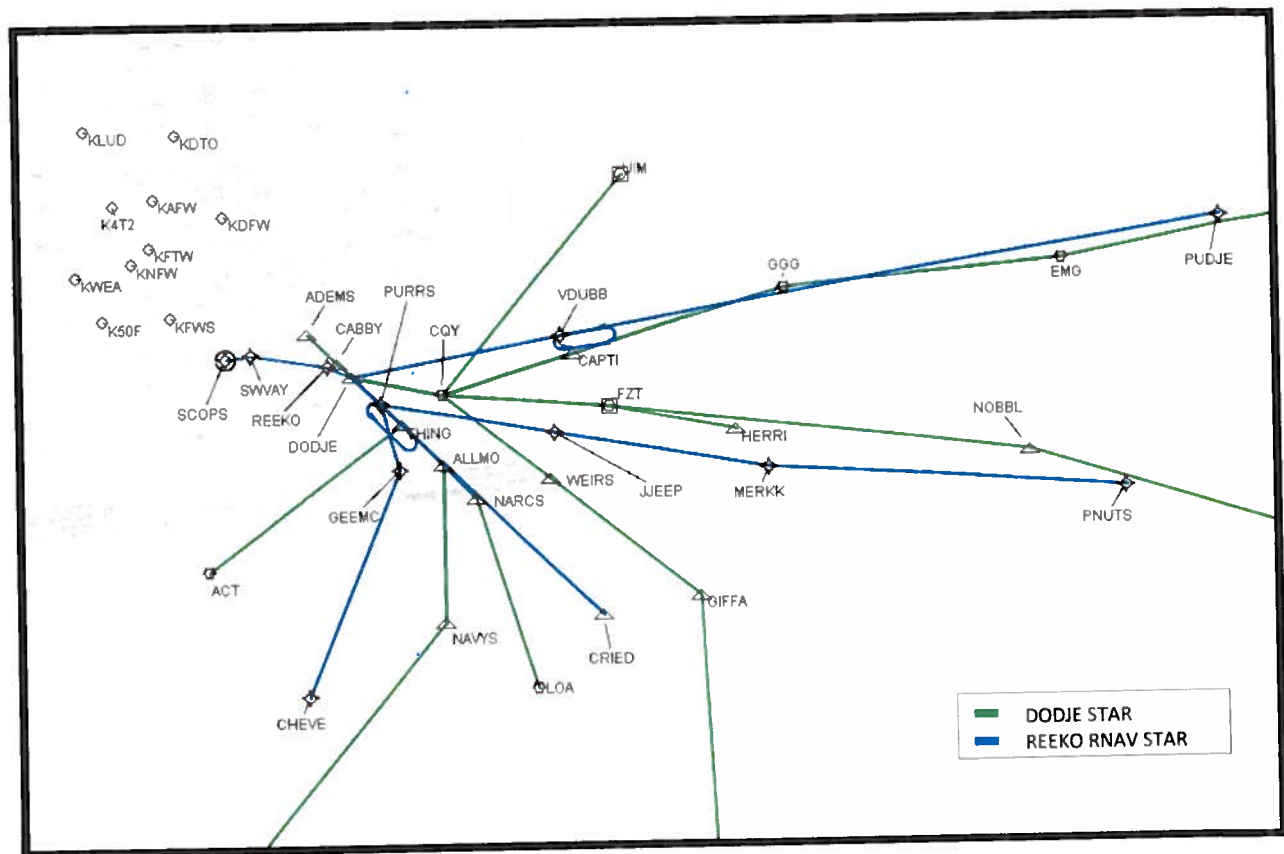 KLUD
KDTO
UIM
KAFW
K4T2
KDFW
KFTW
KNFW
KWEA
K50F
KFWS
GGG
EMG
PUDJE
ADEMS
PURRS
CABBY
CQY
VDUBB
CAPTI
SCOPS
SWVAY
REEKO
DODJE
FZT
HERRI
NOBBL
THING
ALLMO
WEIRS
JJEEP
MERKK
PNUTS
GEEMC
NARCS
ACT
NAVYS
GIFFA
CRIED
LOA
CHEVE
DODJE STAR
REEKO RNAV STAR